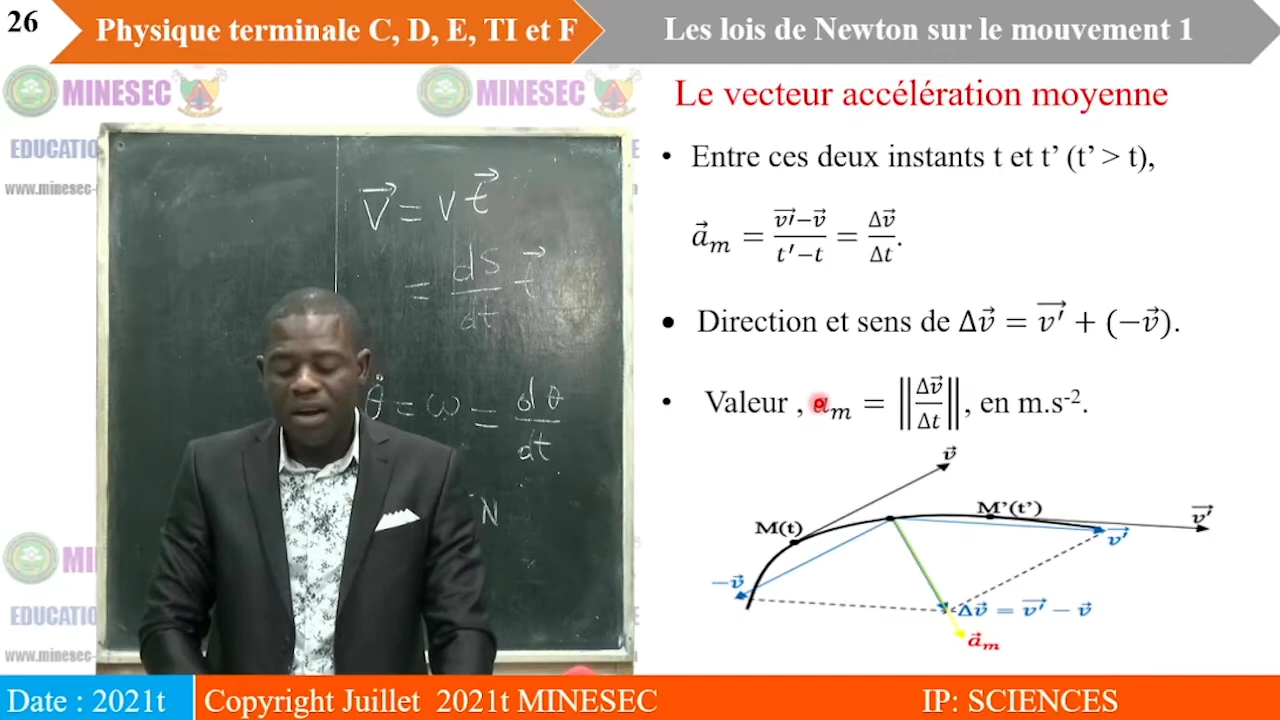 26
Physique terminale C, D, E, TI et F
Les lois de Newton sur le mouvement 1
MINESEC
MINESEC
EDUCATIO
www.minesec-
Le vecteur accélération moyenne
• Entre ces deux instants t et t' (t' > t),
a⃗ₘ = (v⃗' − v⃗)/(t' − t) = Δv⃗/Δt.
• Direction et sens de Δv⃗ = v⃗' + (−v⃗).
• Valeur , aₘ = ‖Δv⃗/Δt‖, en m.s⁻².
v⃗
M(t)
M'(t')
v⃗'
v⃗'
−v⃗
Δv⃗ = v⃗' − v⃗
a⃗ₘ
V⃗ = V t⃗
= dS/dt t⃗
θ̇ = ω = dθ/dt
N
MI
EDUCATIO
www.minesec-
Date : 2021t
Copyright Juillet 2021t MINESEC
IP: SCIENCES